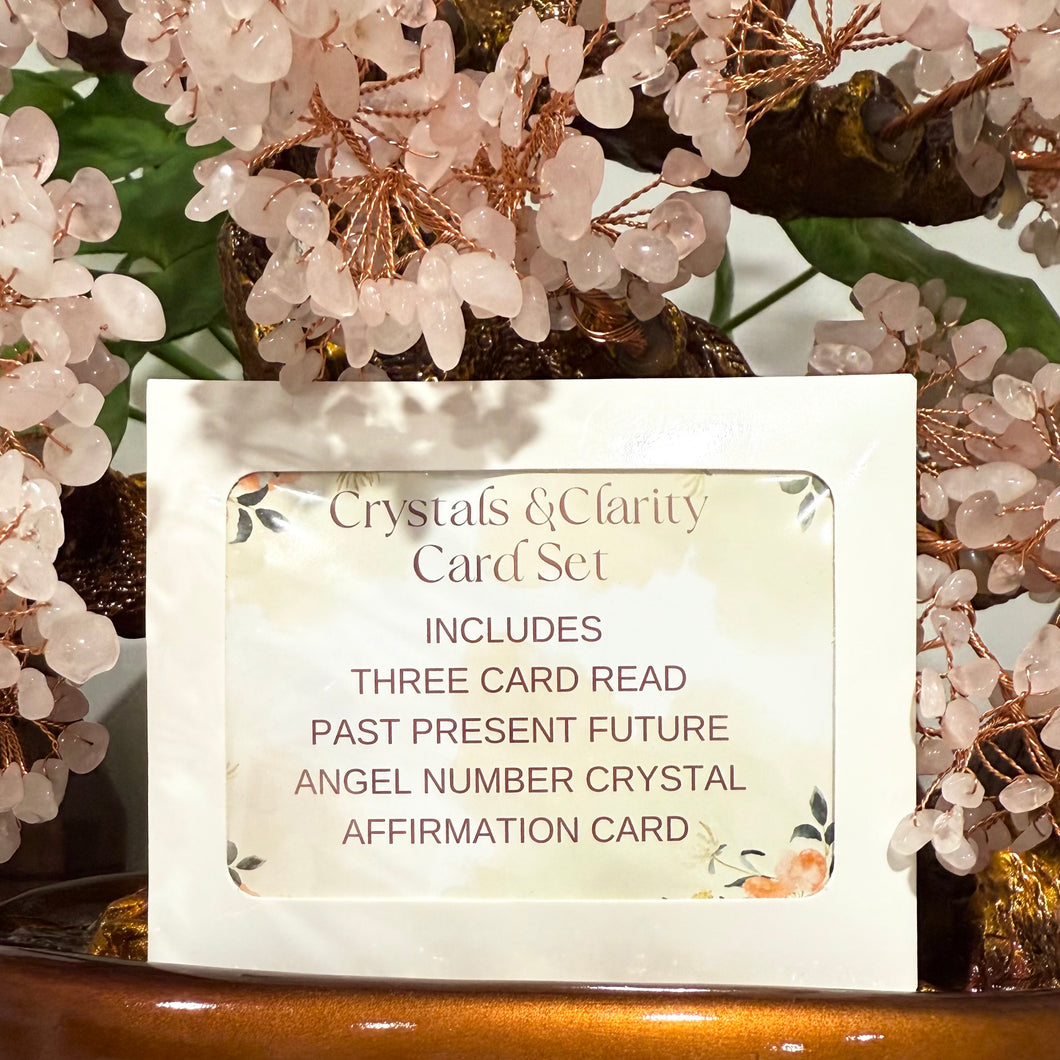 Crystals &Clarity
Card Set
INCLUDES
THREE CARD READ
PAST PRESENT FUTURE
ANGEL NUMBER CRYSTAL
AFFIRMATION CARD